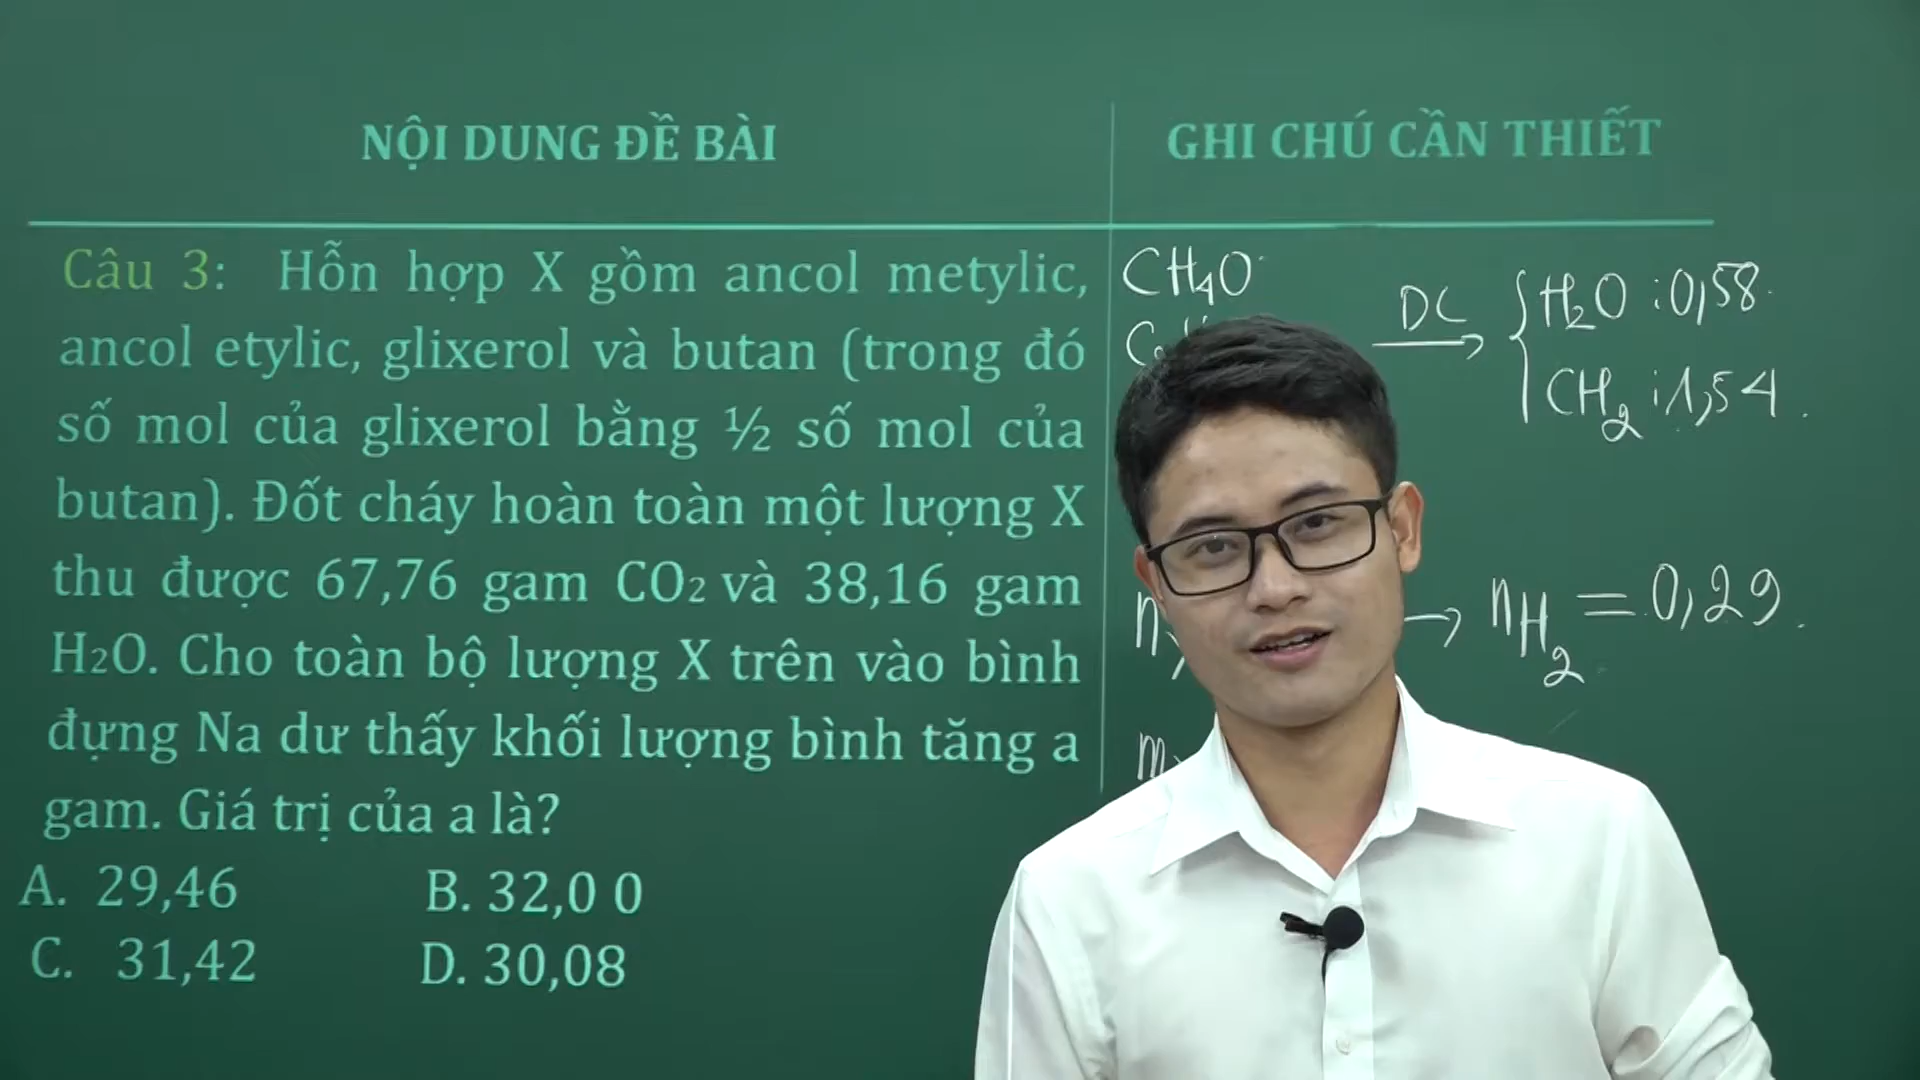 NỘI DUNG ĐỀ BÀI
GHI CHÚ CẦN THIẾT
Câu 3: Hỗn hợp X gồm ancol metylic,
ancol etylic, glixerol và butan (trong đó
số mol của glixerol bằng ½ số mol của
butan). Đốt cháy hoàn toàn một lượng X
thu được 67,76 gam CO2 và 38,16 gam
H2O. Cho toàn bộ lượng X trên vào bình
đựng Na dư thấy khối lượng bình tăng a
gam. Giá trị của a là?
A. 29,46
B. 32,0 0
C. 31,42
D. 30,08
CH4O
DC → { H2O : 0,58
CH2 : 1,54
→ nH2 = 0,29